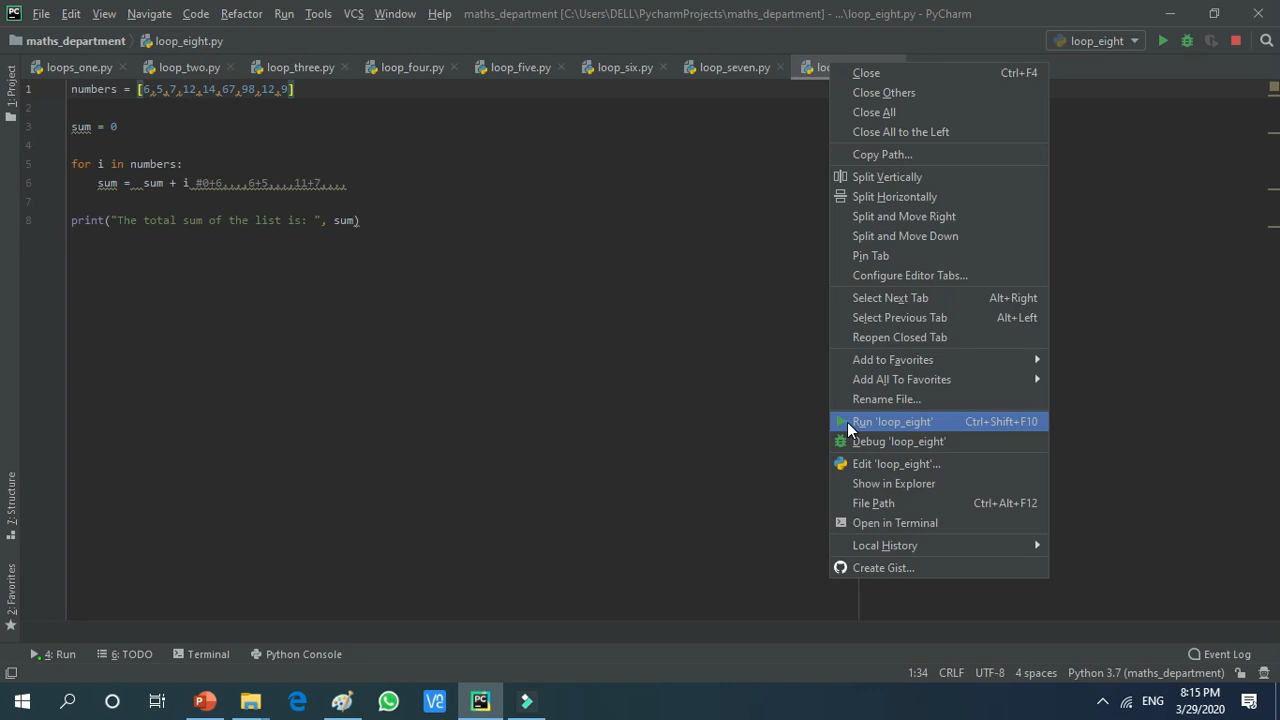 PC File Edit View Navigate Code Refactor Run Tools VCS Window Help maths_department [C:\Users\DELL\PycharmProjects\maths_department] - ...\loop_eight.py - PyCharm
maths_department loop_eight.py loop_eight
loops_one.py loop_two.py loop_three.py loop_four.py loop_five.py loop_six.py loop_seven.py
1: Project
1 numbers = [6,5,7,12,14,67,98,12,9]
2
3 sum = 0
4
5 for i in numbers:
6 sum = sum + i #0+6,,,,6+5,,,,11+7,,,,
7
8 print("The total sum of the list is: ", sum)
Close Ctrl+F4
Close Others
Close All
Close All to the Left
Copy Path...
Split Vertically
Split Horizontally
Split and Move Right
Split and Move Down
Pin Tab
Configure Editor Tabs...
Select Next Tab Alt+Right
Select Previous Tab Alt+Left
Reopen Closed Tab
Add to Favorites
Add All To Favorites
Rename File...
Run 'loop_eight' Ctrl+Shift+F10
Debug 'loop_eight'
Edit 'loop_eight'...
Show in Explorer
File Path Ctrl+Alt+F12
Open in Terminal
Local History
Create Gist...
Z: Structure
2: Favorites
4: Run 6: TODO Terminal Python Console Event Log
1:34 CRLF UTF-8 4 spaces Python 3.7 (maths_department)
PC ENG 8:15 PM
3/29/2020